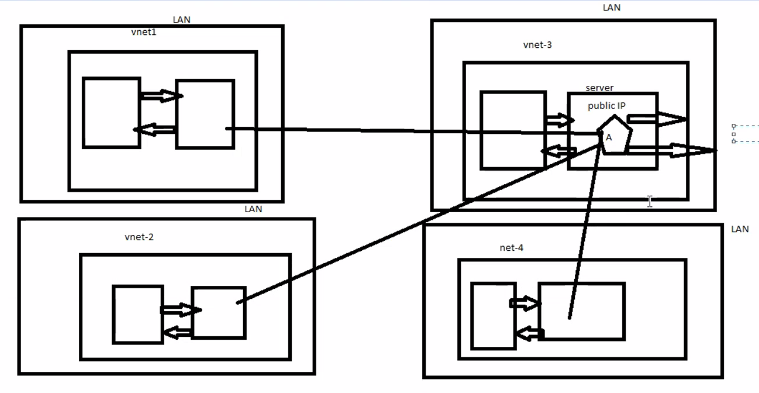 LAN
vnet1
LAN
vnet-3
server
public IP
A
LAN
vnet-2
LAN
net-4